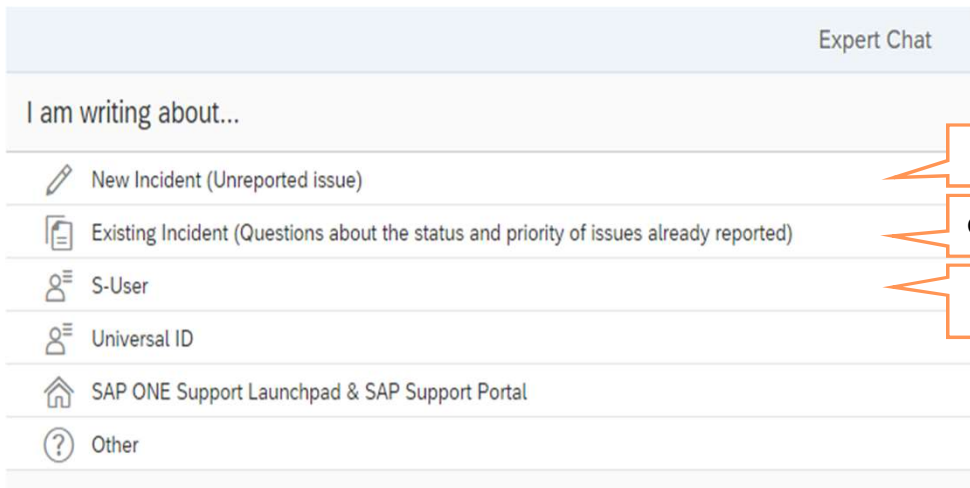 Expert Chat
I am writing about...
New Incident (Unreported issue)
Existing Incident (Questions about the status and priority of issues already reported)
S-User
Universal ID
SAP ONE Support Launchpad & SAP Support Portal
Other